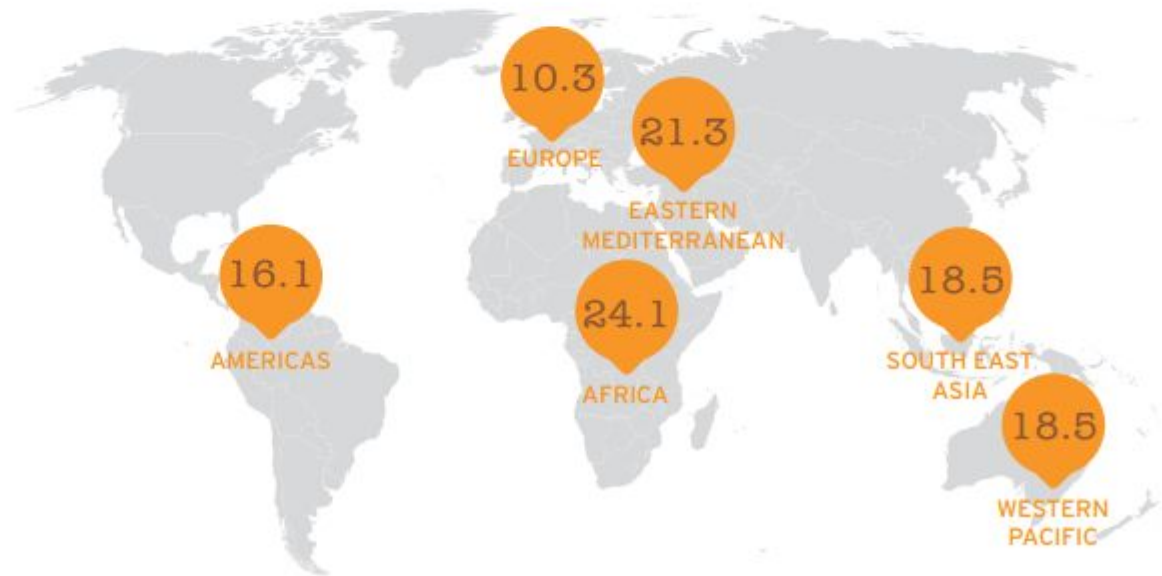 10.3
EUROPE
21.3
EASTERN
MEDITERRANEAN
16.1
AMERICAS
24.1
AFRICA
18.5
SOUTH EAST
ASIA
18.5
WESTERN
PACIFIC